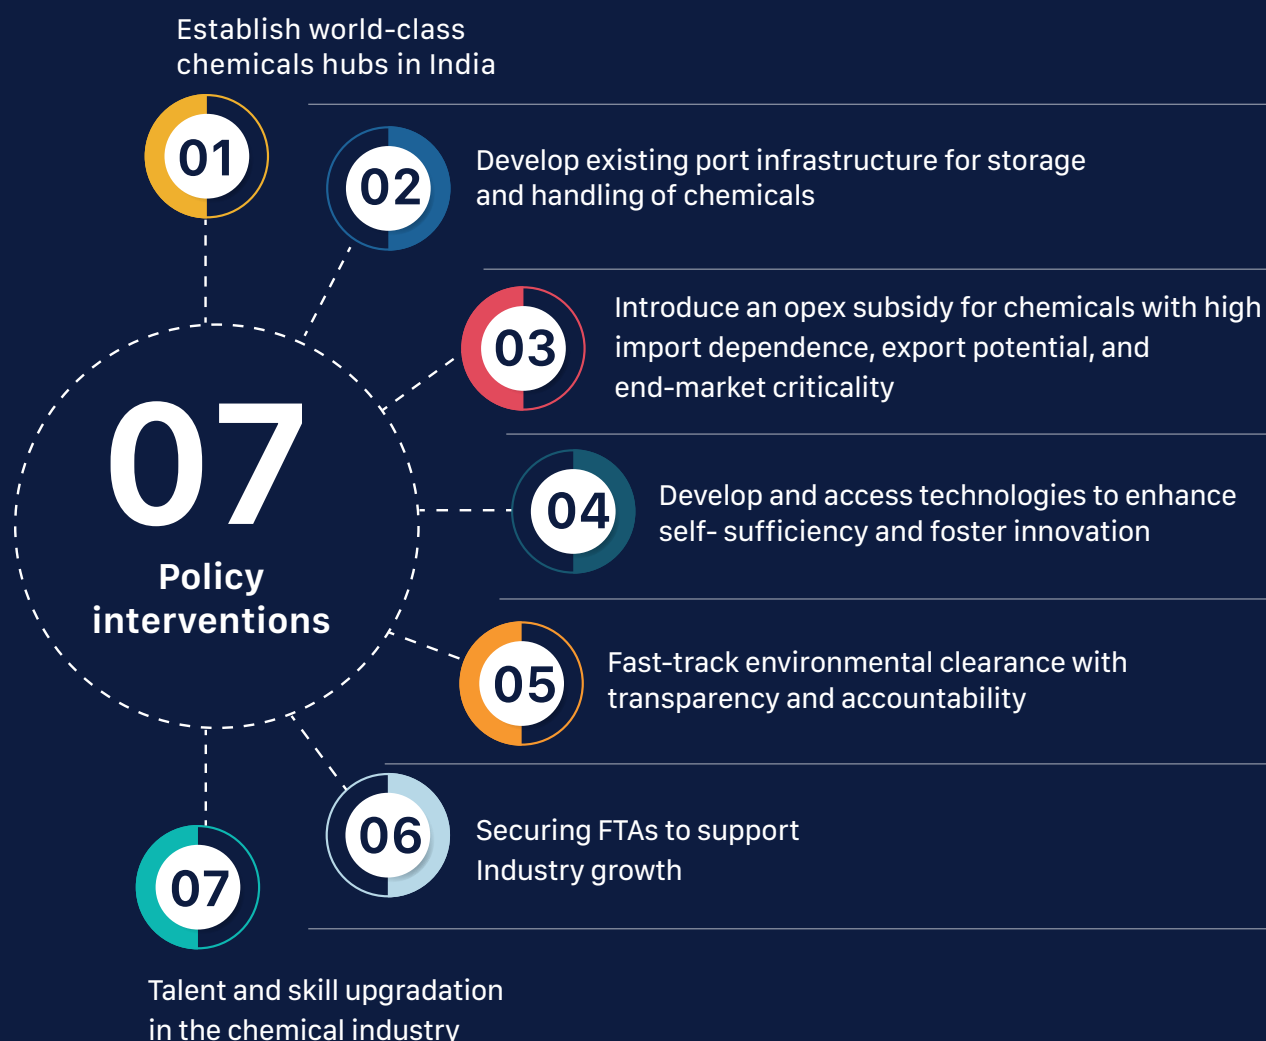 Establish world-class
chemicals hubs in India
01
02
Develop existing port infrastructure for storage
and handling of chemicals
03
Introduce an opex subsidy for chemicals with high
import dependence, export potential, and
end-market criticality
07
Policy
interventions
04
Develop and access technologies to enhance
self- sufficiency and foster innovation
05
Fast-track environmental clearance with
transparency and accountability
06
Securing FTAs to support
Industry growth
07
Talent and skill upgradation
in the chemical industry